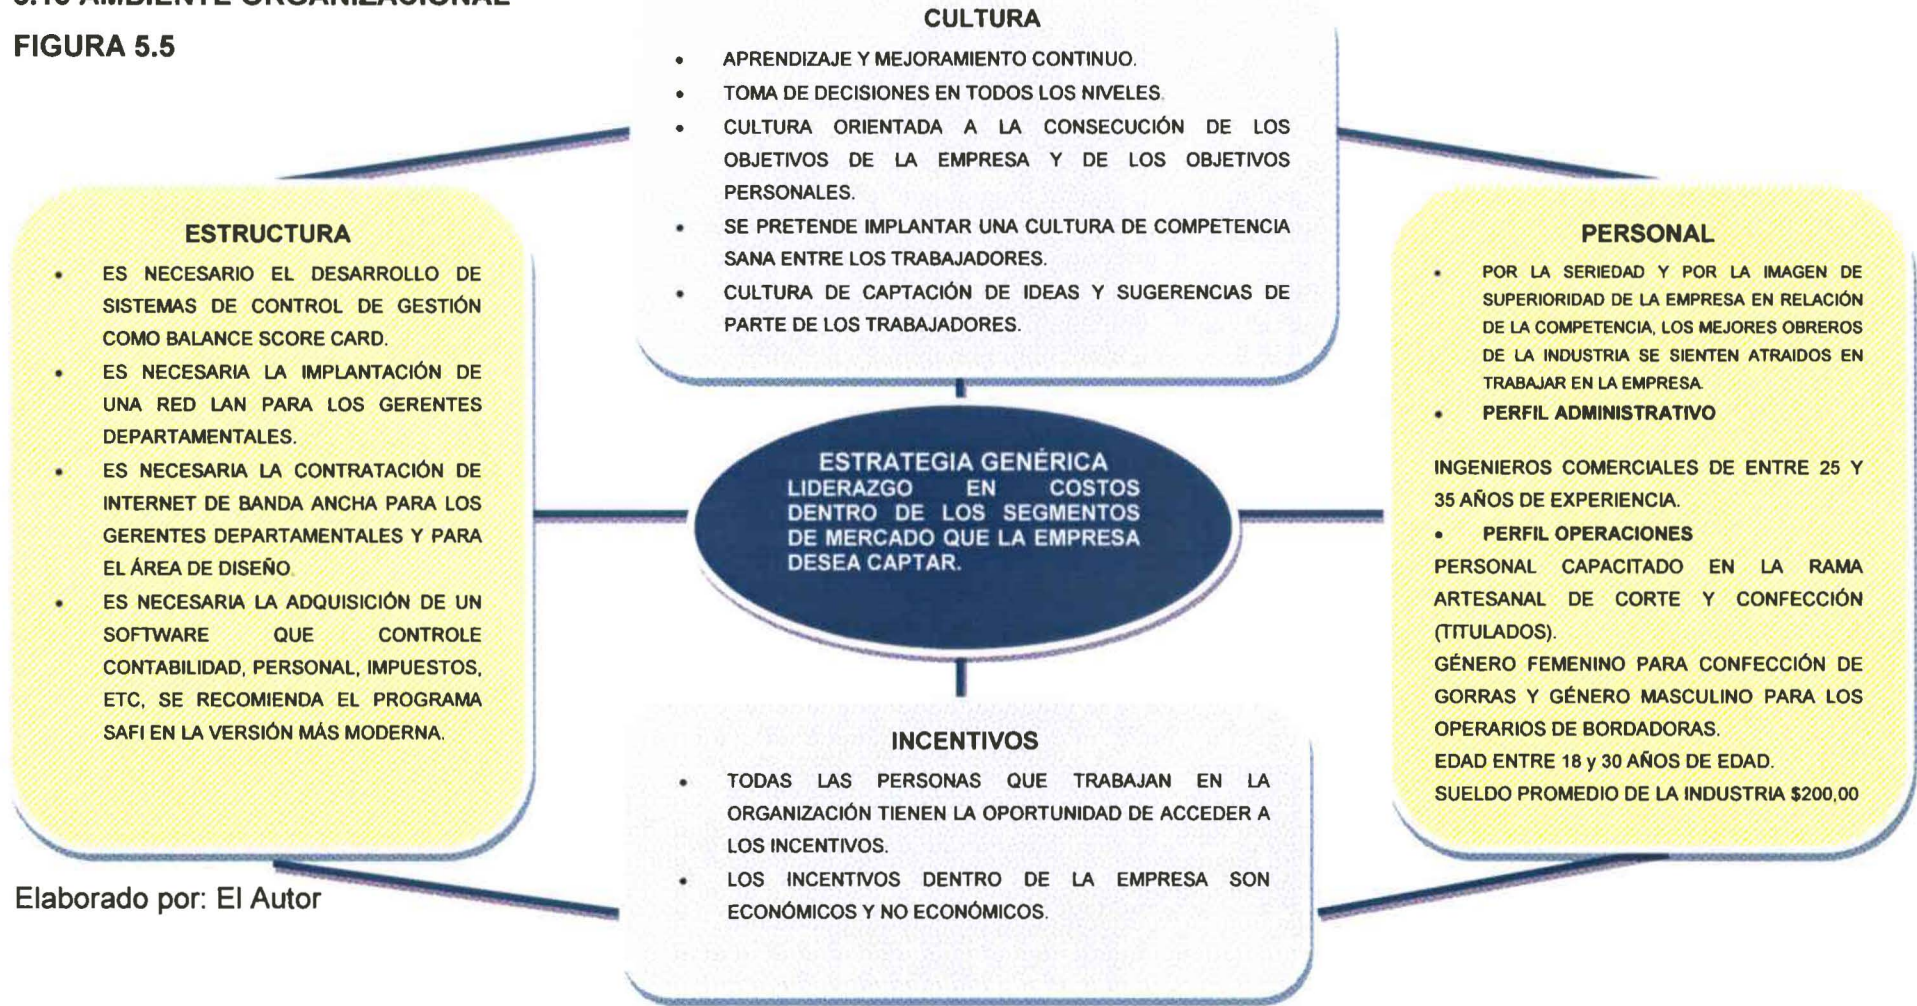 5.10 AMBIENTE ORGANIZACIONAL
FIGURA 5.5
CULTURA
• APRENDIZAJE Y MEJORAMIENTO CONTINUO.
• TOMA DE DECISIONES EN TODOS LOS NIVELES.
• CULTURA ORIENTADA A LA CONSECUCIÓN DE LOS
OBJETIVOS DE LA EMPRESA Y DE LOS OBJETIVOS
PERSONALES.
• SE PRETENDE IMPLANTAR UNA CULTURA DE COMPETENCIA
SANA ENTRE LOS TRABAJADORES.
• CULTURA DE CAPTACIÓN DE IDEAS Y SUGERENCIAS DE
PARTE DE LOS TRABAJADORES.
ESTRUCTURA
• ES NECESARIO EL DESARROLLO DE
SISTEMAS DE CONTROL DE GESTIÓN
COMO BALANCE SCORE CARD.
• ES NECESARIA LA IMPLANTACIÓN DE
UNA RED LAN PARA LOS GERENTES
DEPARTAMENTALES.
• ES NECESARIA LA CONTRATACIÓN DE
INTERNET DE BANDA ANCHA PARA LOS
GERENTES DEPARTAMENTALES Y PARA
EL ÁREA DE DISEÑO.
• ES NECESARIA LA ADQUISICIÓN DE UN
SOFTWARE QUE CONTROLE
CONTABILIDAD, PERSONAL, IMPUESTOS,
ETC, SE RECOMIENDA EL PROGRAMA
SAFI EN LA VERSIÓN MÁS MODERNA.
ESTRATEGIA GENÉRICA
LIDERAZGO EN COSTOS
DENTRO DE LOS SEGMENTOS
DE MERCADO QUE LA EMPRESA
DESEA CAPTAR.
PERSONAL
• POR LA SERIEDAD Y POR LA IMAGEN DE
SUPERIORIDAD DE LA EMPRESA EN RELACIÓN
DE LA COMPETENCIA, LOS MEJORES OBREROS
DE LA INDUSTRIA SE SIENTEN ATRAIDOS EN
TRABAJAR EN LA EMPRESA.
• PERFIL ADMINISTRATIVO
INGENIEROS COMERCIALES DE ENTRE 25 Y
35 AÑOS DE EXPERIENCIA.
• PERFIL OPERACIONES
PERSONAL CAPACITADO EN LA RAMA
ARTESANAL DE CORTE Y CONFECCIÓN
(TITULADOS).
GÉNERO FEMENINO PARA CONFECCIÓN DE
GORRAS Y GÉNERO MASCULINO PARA LOS
OPERARIOS DE BORDADORAS.
EDAD ENTRE 18 y 30 AÑOS DE EDAD.
SUELDO PROMEDIO DE LA INDUSTRIA $200,00
INCENTIVOS
• TODAS LAS PERSONAS QUE TRABAJAN EN LA
ORGANIZACIÓN TIENEN LA OPORTUNIDAD DE ACCEDER A
LOS INCENTIVOS.
• LOS INCENTIVOS DENTRO DE LA EMPRESA SON
ECONÓMICOS Y NO ECONÓMICOS.
Elaborado por: El Autor